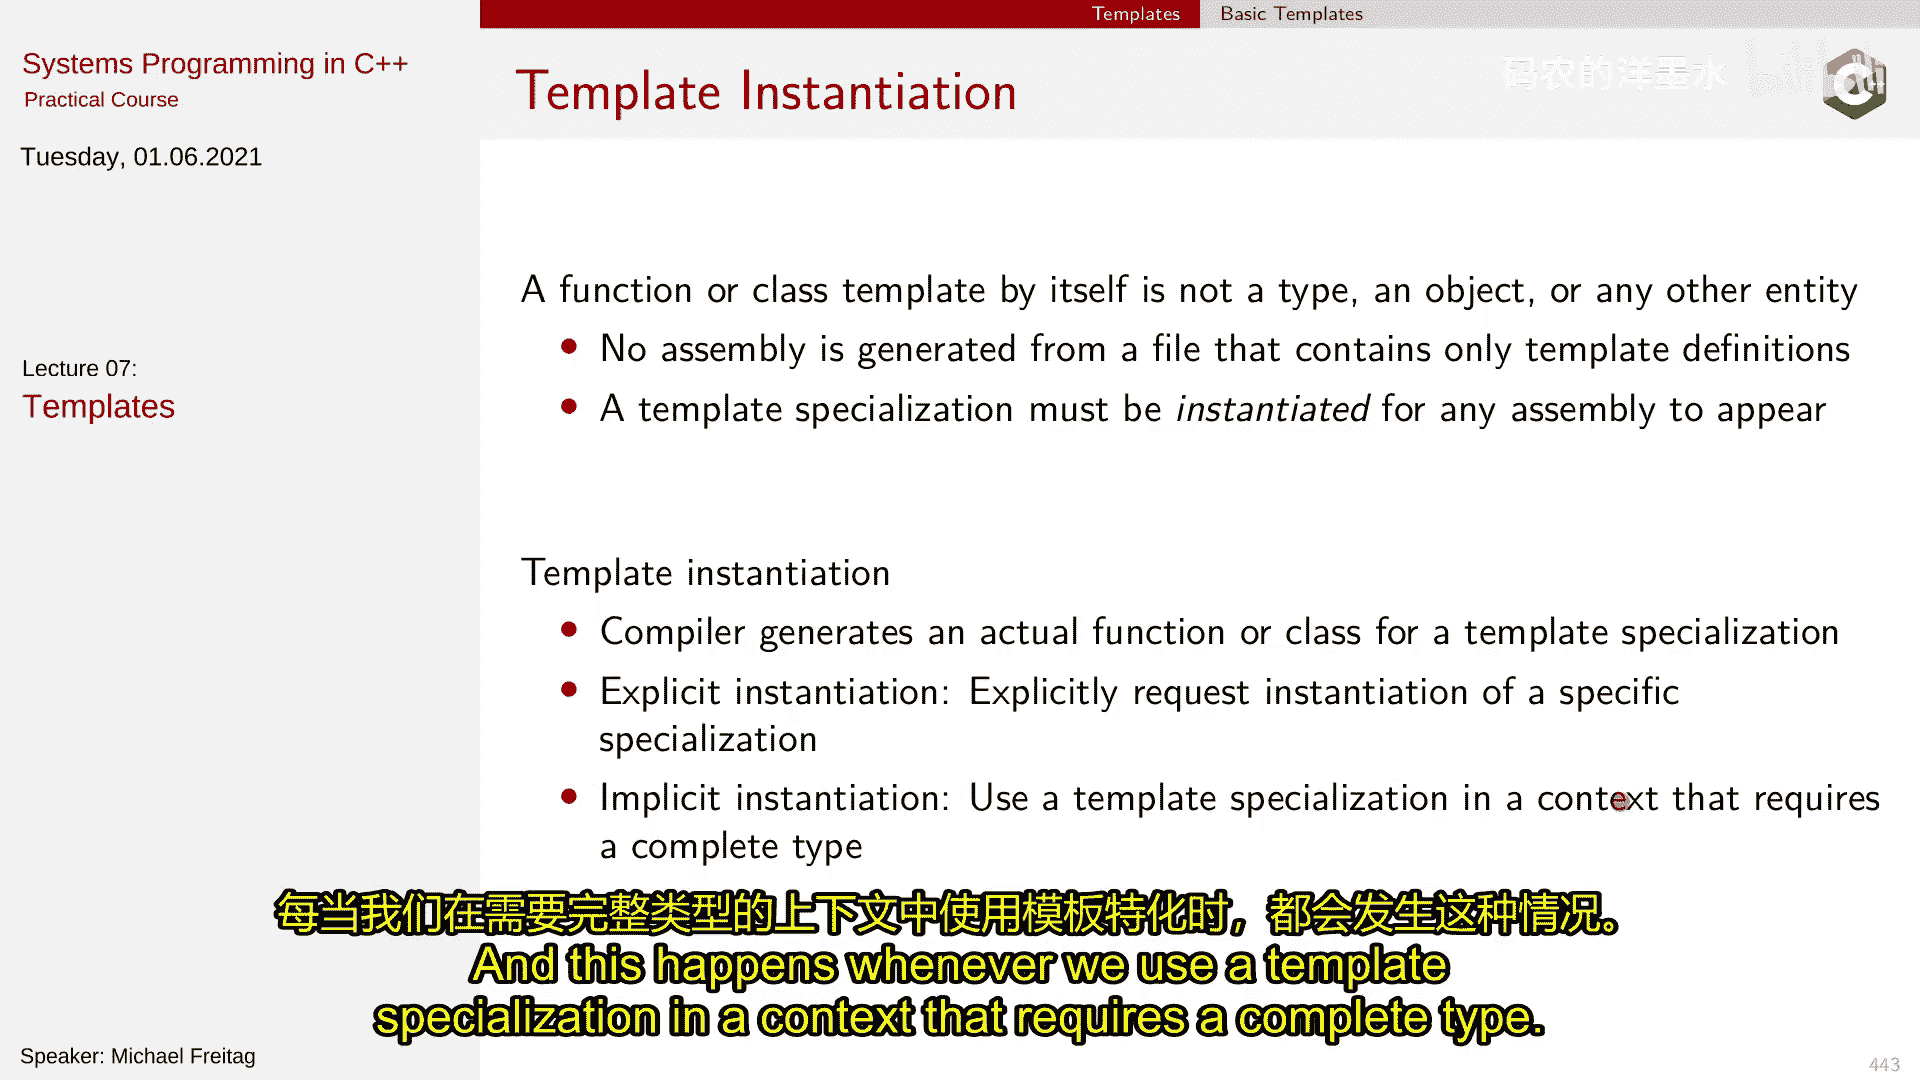 Templates
Basic Templates
Systems Programming in C++
Practical Course
Tuesday, 01.06.2021
Lecture 07:
Templates
Template Instantiation
码农的洋墨水
A function or class template by itself is not a type, an object, or any other entity
• No assembly is generated from a file that contains only template definitions
• A template specialization must be instantiated for any assembly to appear
Template instantiation
• Compiler generates an actual function or class for a template specialization
• Explicit instantiation: Explicitly request instantiation of a specific
specialization
• Implicit instantiation: Use a template specialization in a context that requires
a complete type
每当我们在需要完整类型的上下文中使用模板特化时，都会发生这种情况。
And this happens whenever we use a template
specialization in a context that requires a complete type.
Speaker: Michael Freitag
443